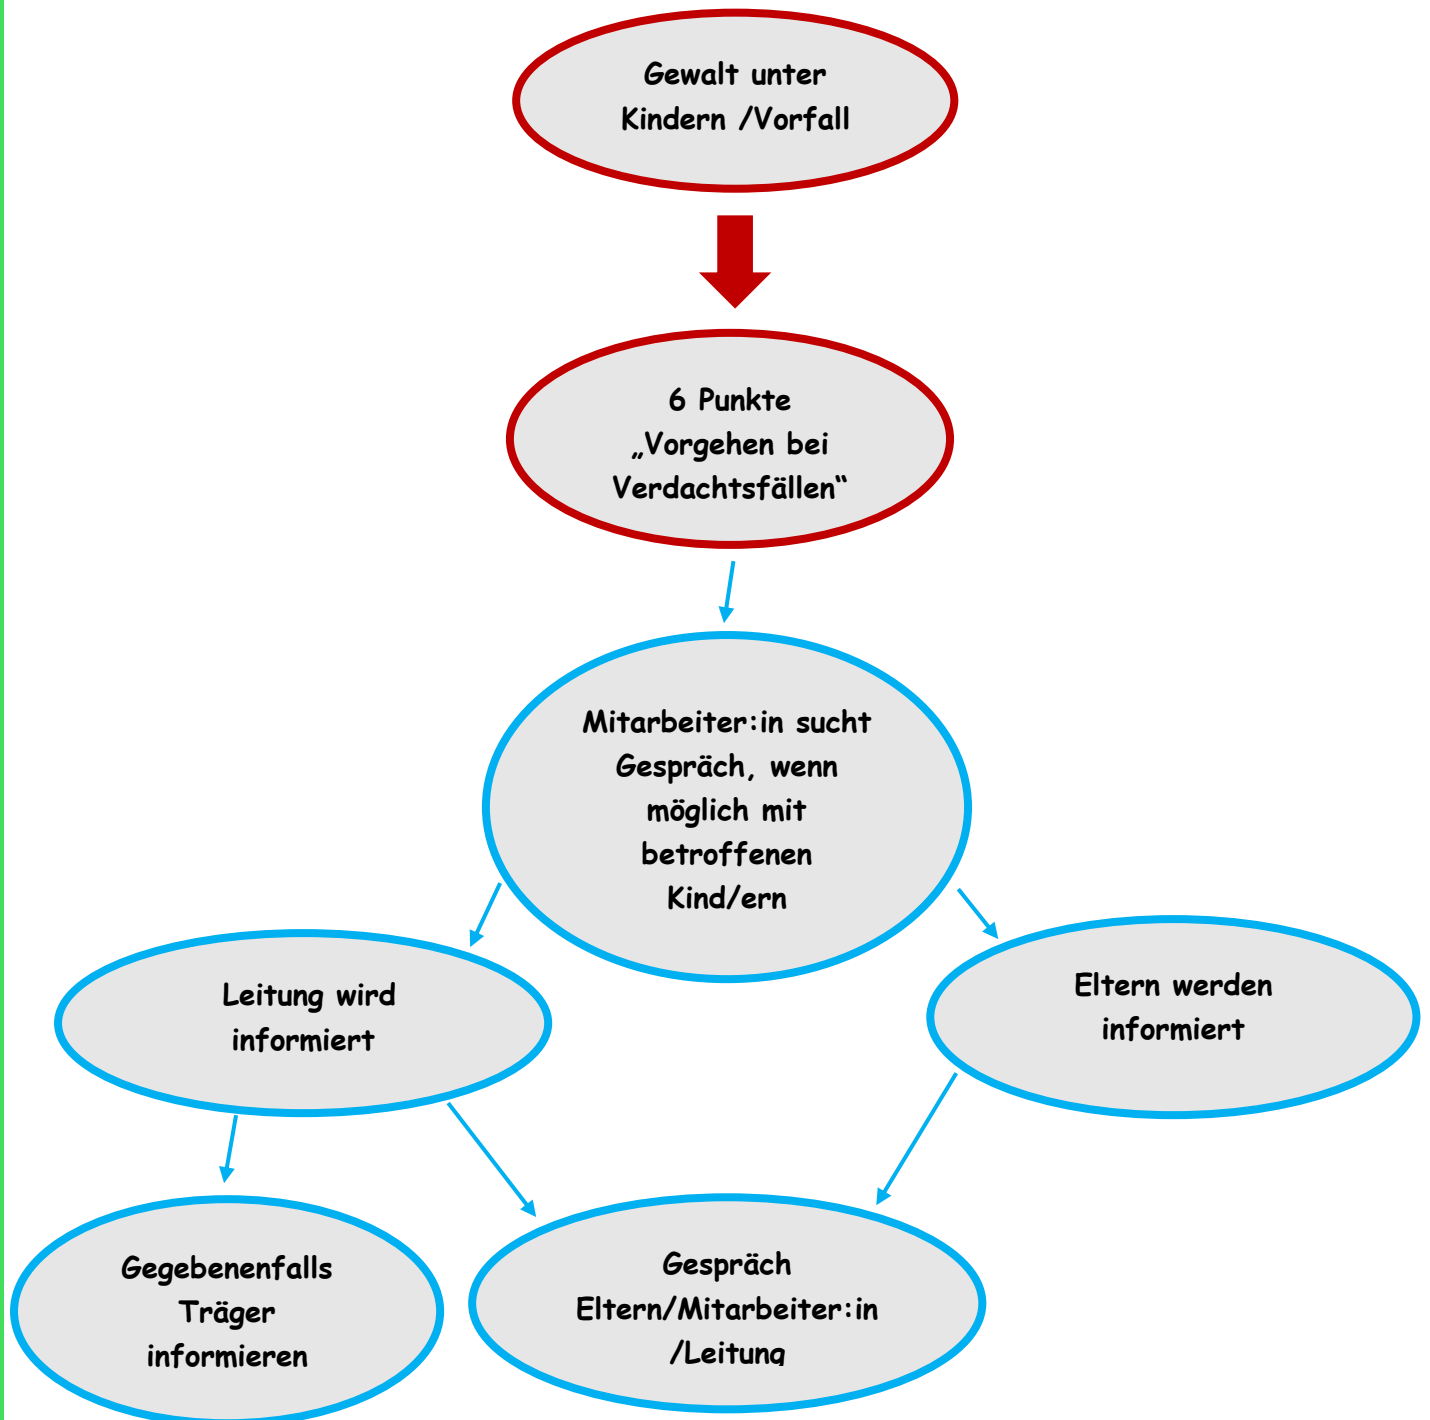 Gewalt unter
Kindern /Vorfall
6 Punkte
„Vorgehen bei
Verdachtsfällen“
Mitarbeiter:in sucht
Gespräch, wenn
möglich mit
betroffenen
Kind/ern
Leitung wird
informiert
Eltern werden
informiert
Gegebenenfalls
Träger
informieren
Gespräch
Eltern/Mitarbeiter:in
/Leitung